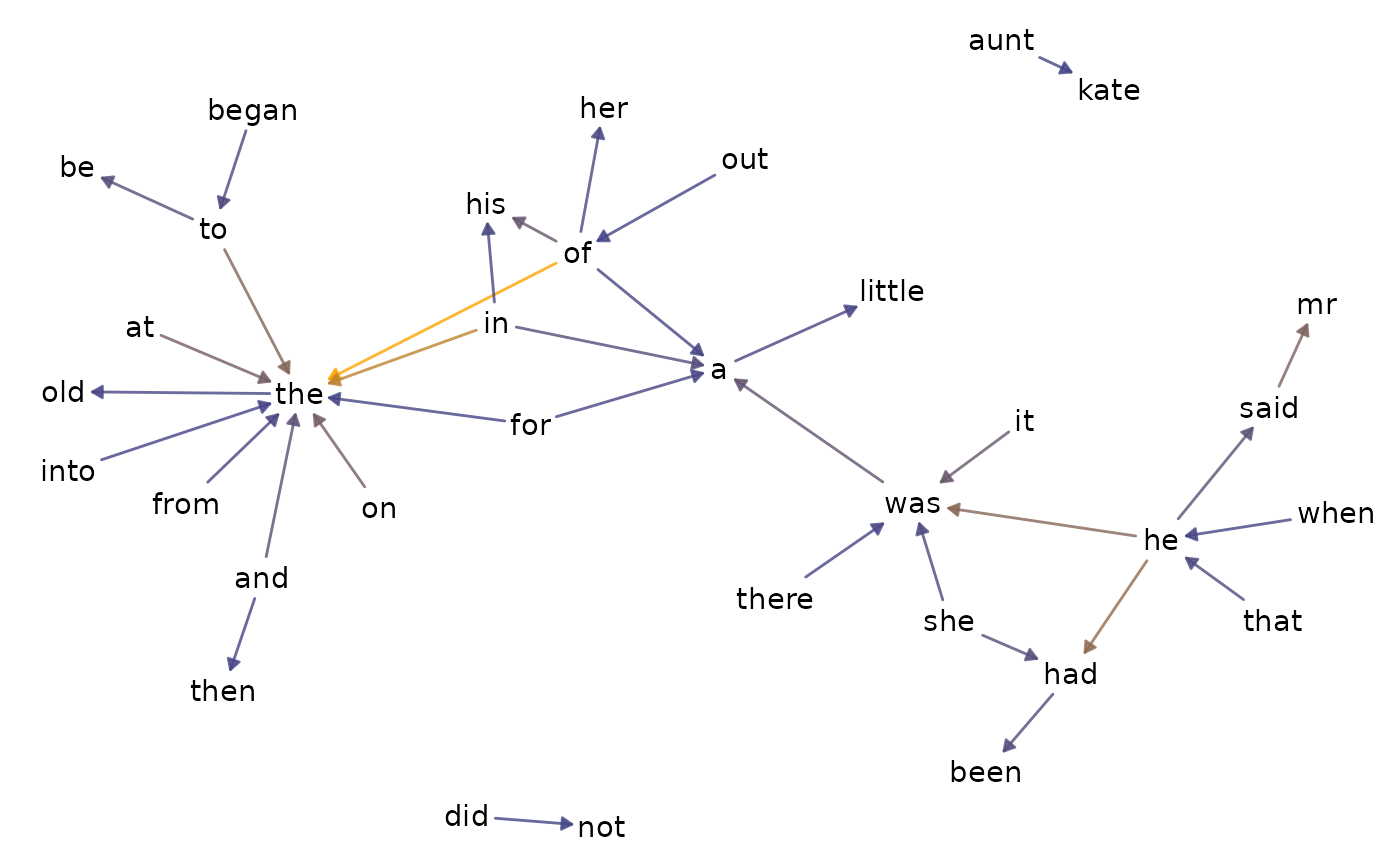 aunt
kate
began
her
out
be
his
to
of
little
mr
at
in
a
old
the
said
for
it
into
from
on
was
when
he
and
there
she
that
had
then
been
did
not